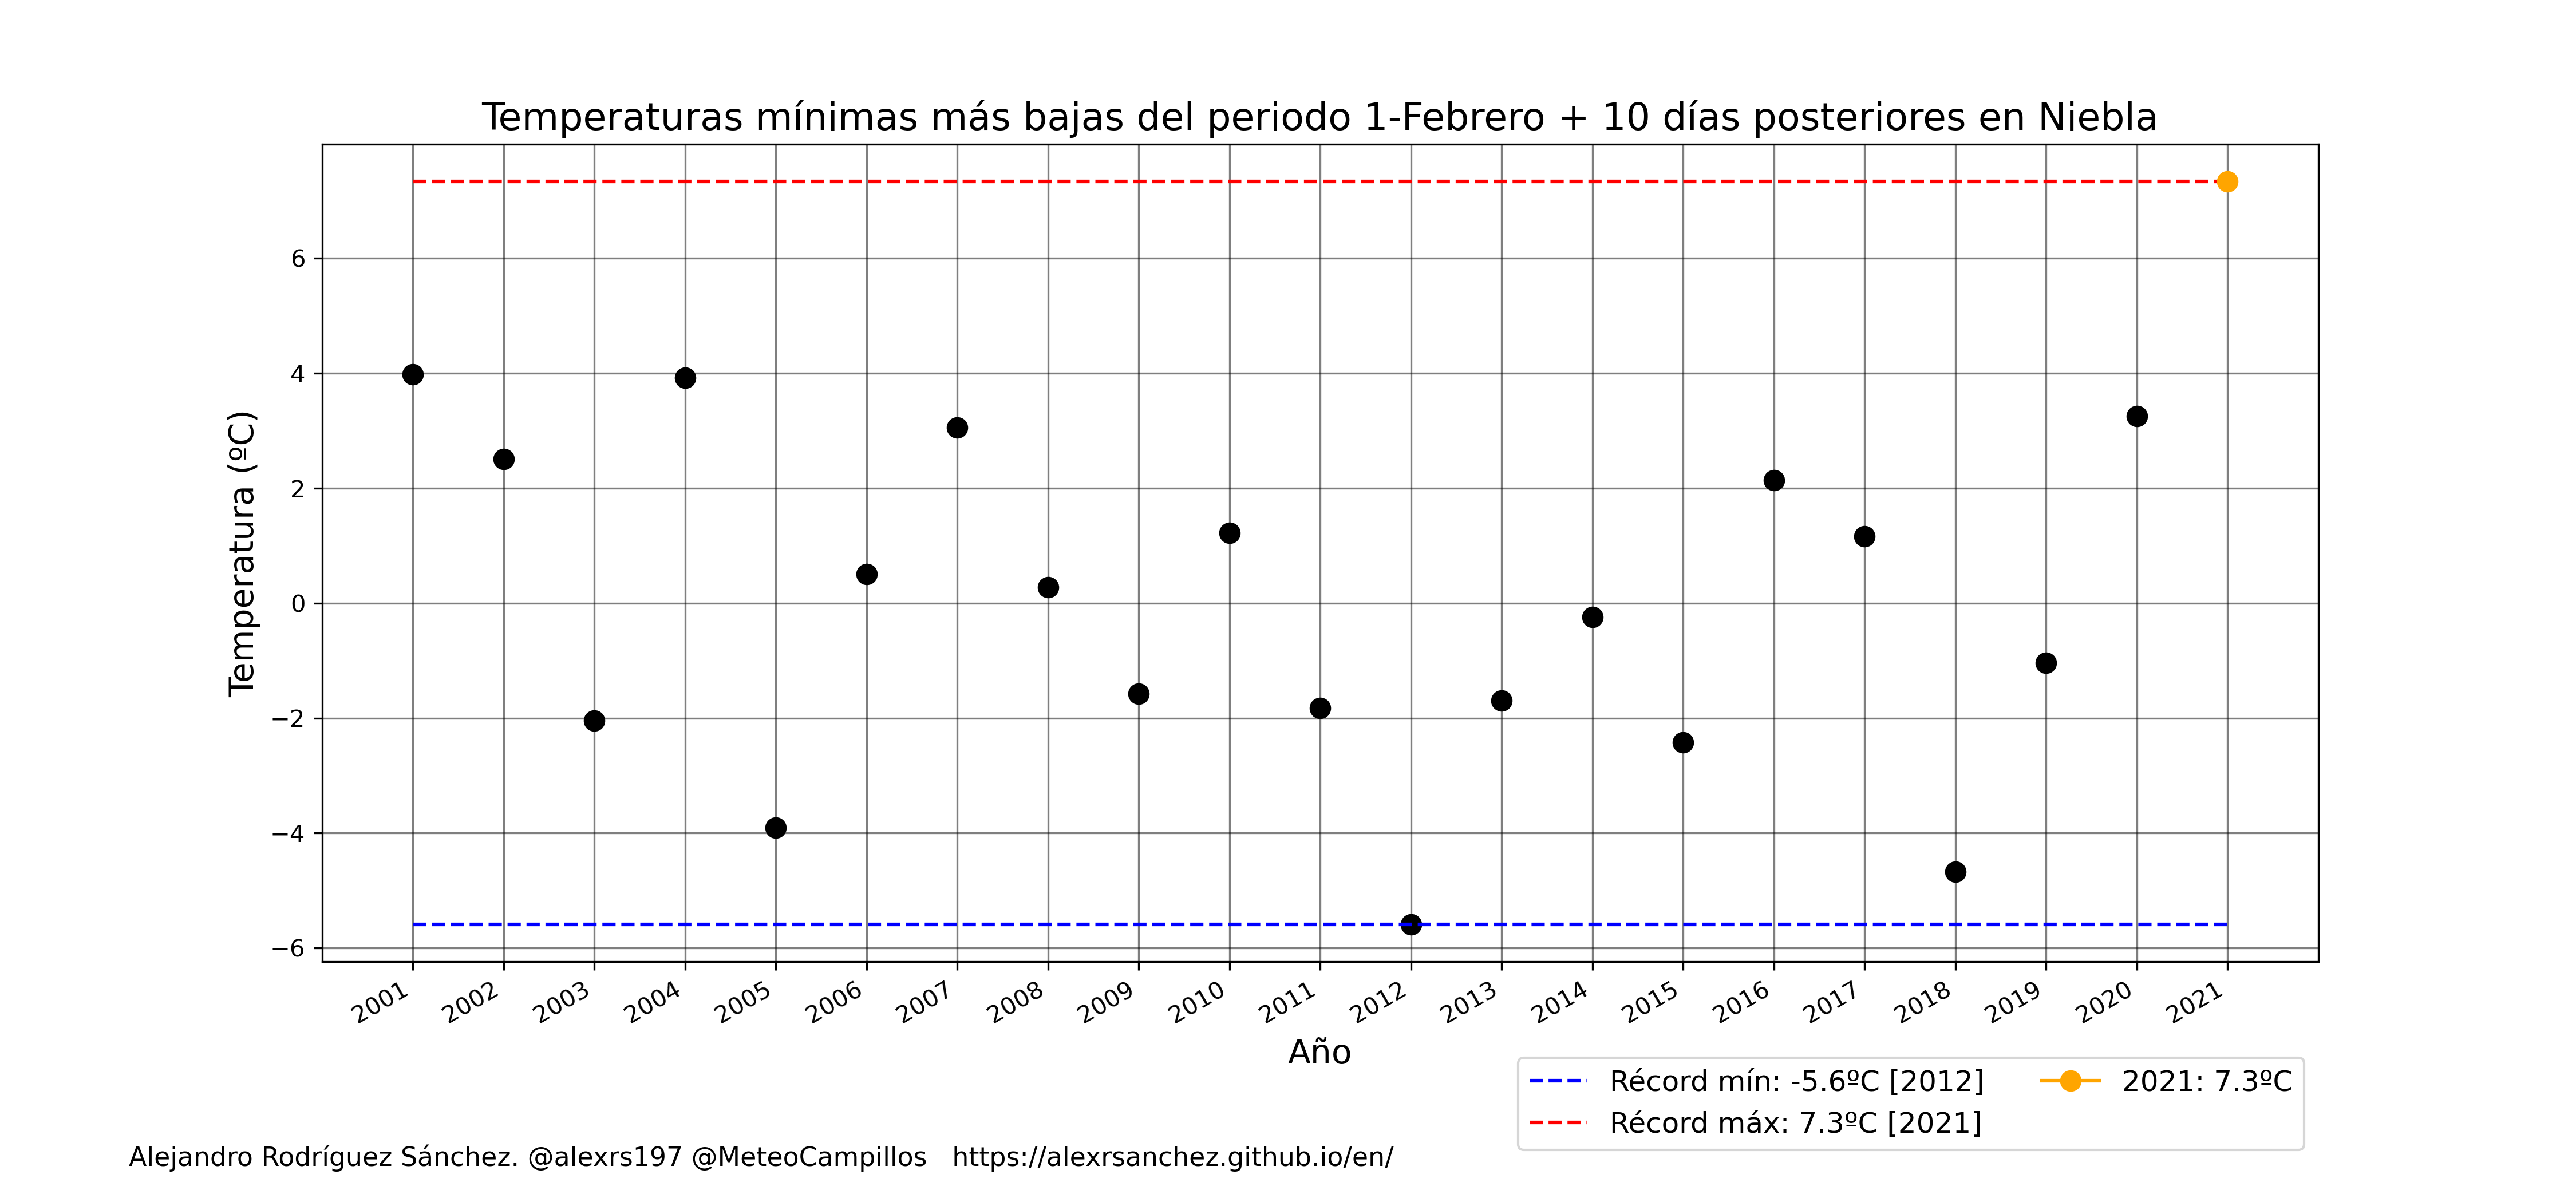 Temperaturas mínimas más bajas del periodo 1-Febrero + 10 días posteriores en Niebla
Temperatura (ºC)
6
4
2
0
−2
−4
−6
2001 2002 2003 2004 2005 2006 2007 2008 2009 2010 2011 2012 2013 2014 2015 2016 2017 2018 2019 2020 2021
Año
Récord mín: -5.6ºC [2012]
Récord máx: 7.3ºC [2021]
2021: 7.3ºC
Alejandro Rodríguez Sánchez. @alexrs197 @MeteoCampillos https://alexrsanchez.github.io/en/